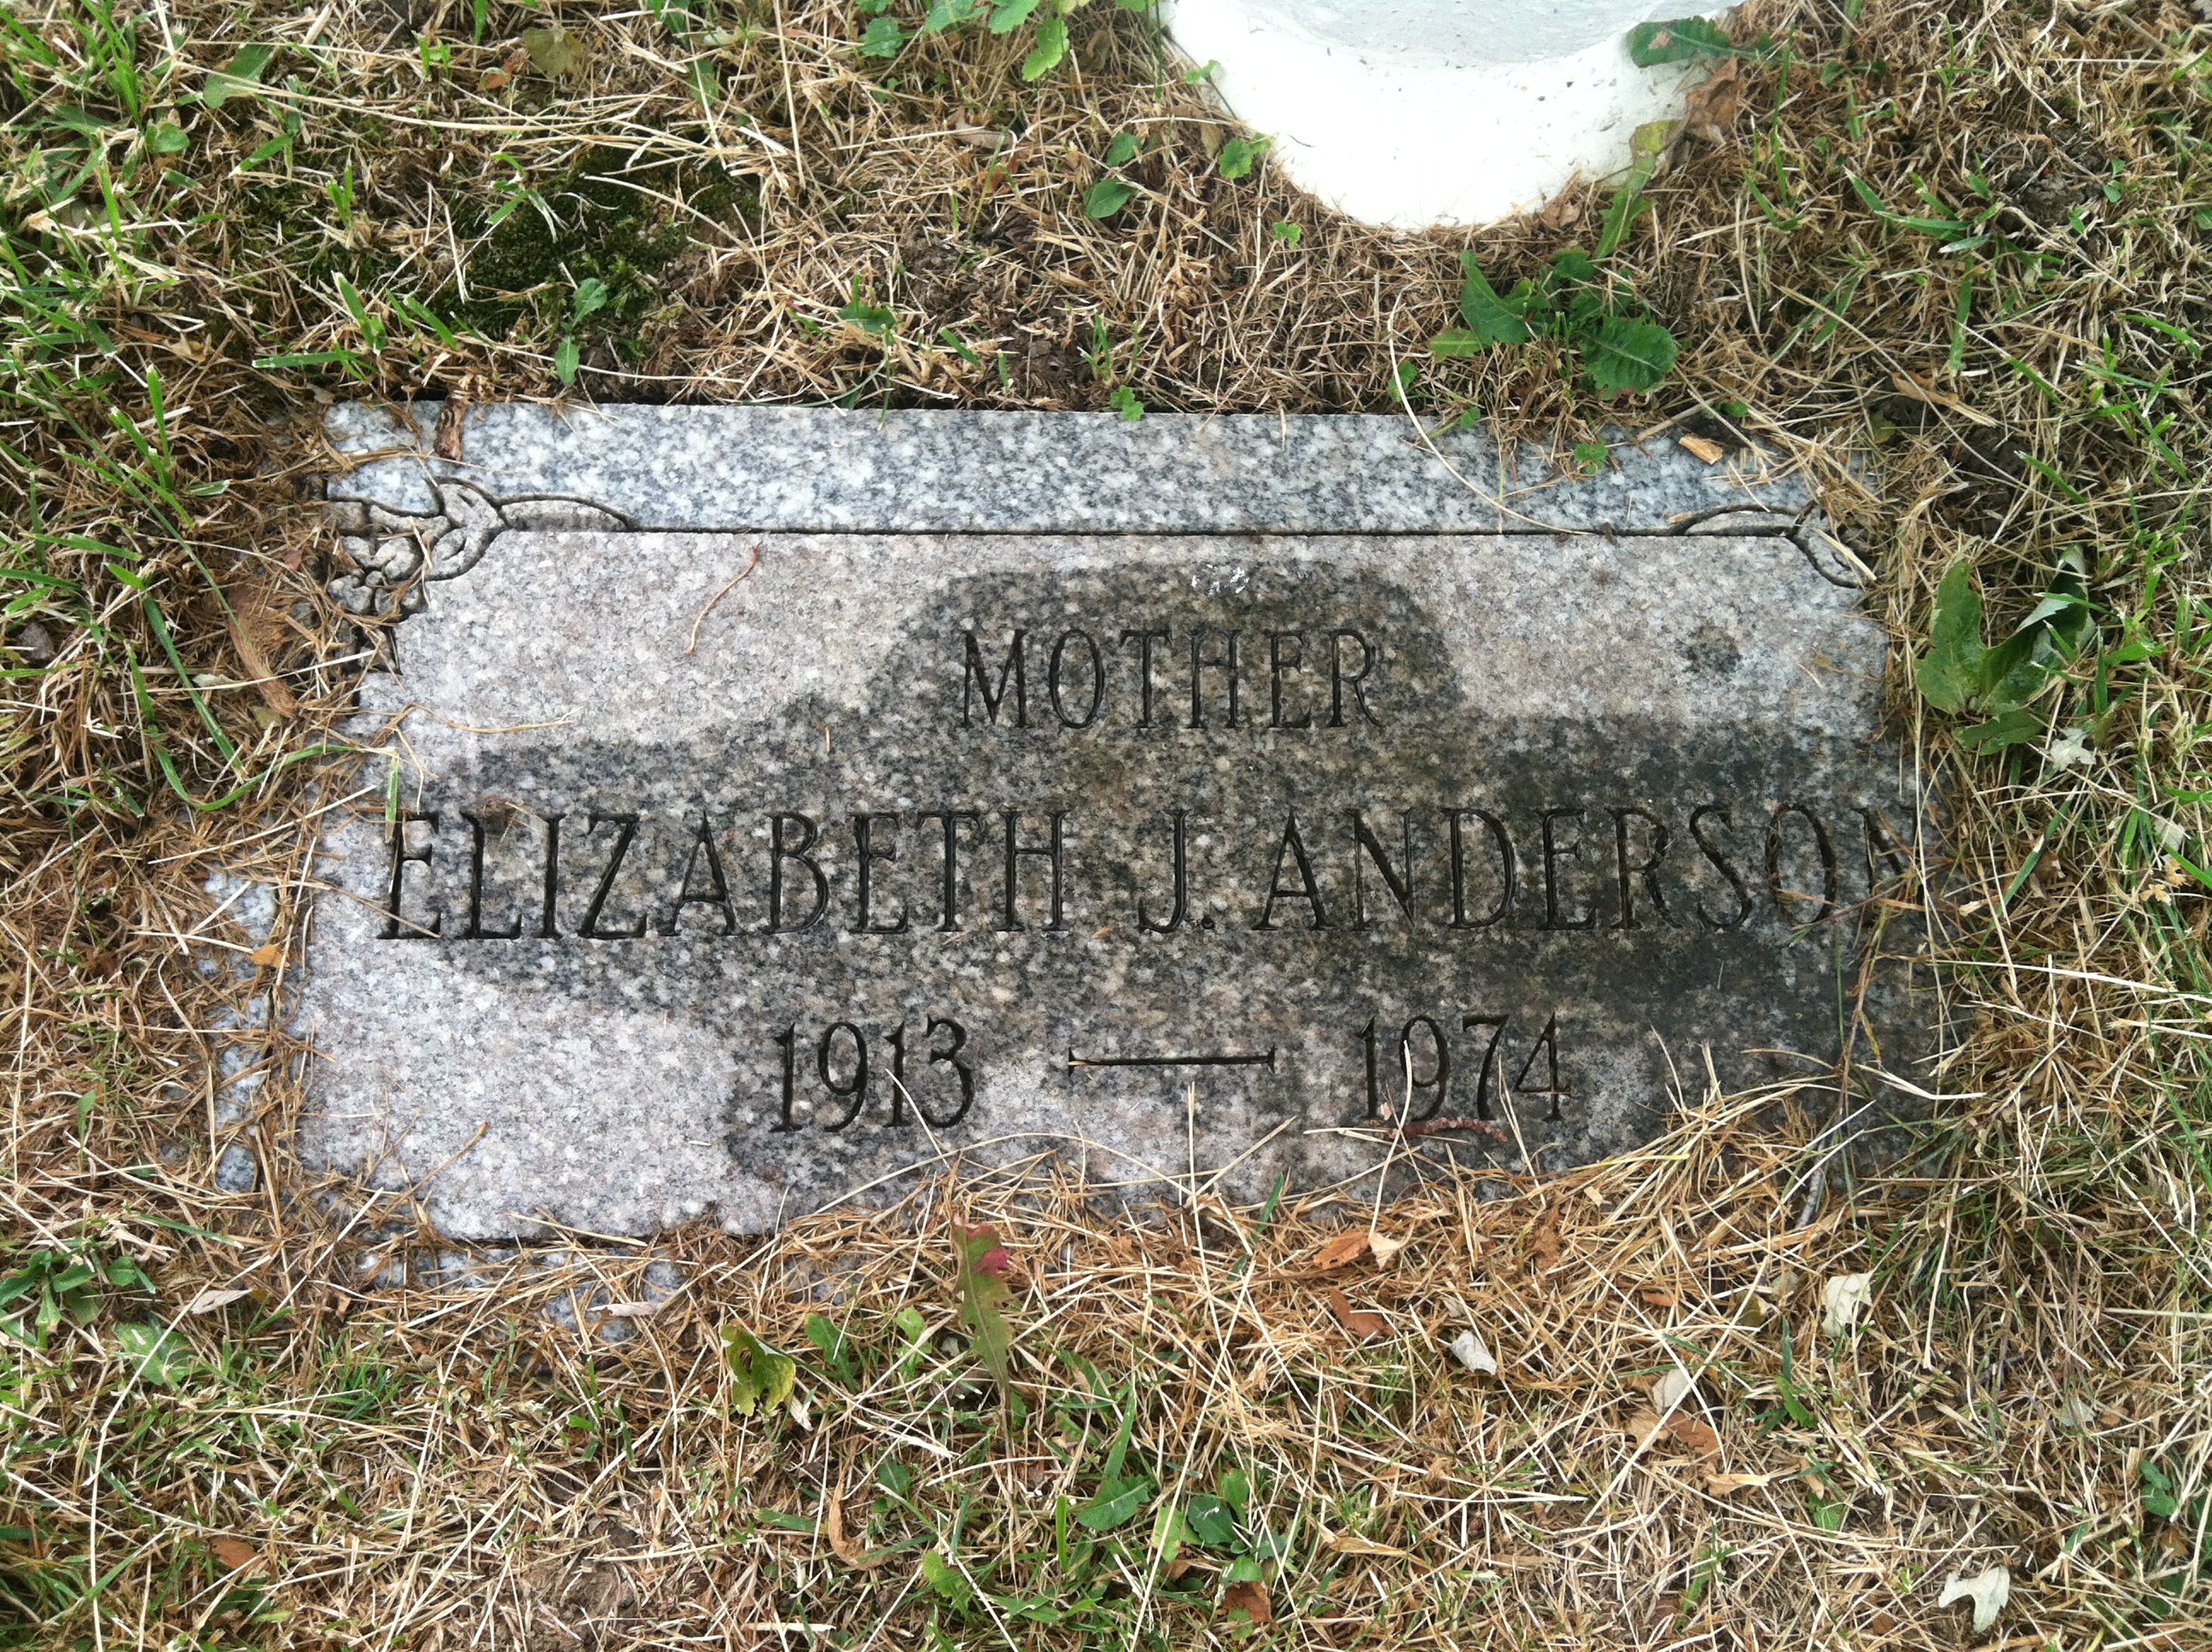 MOTHER
ELIZABETH J. ANDERSON
1913 — 1974